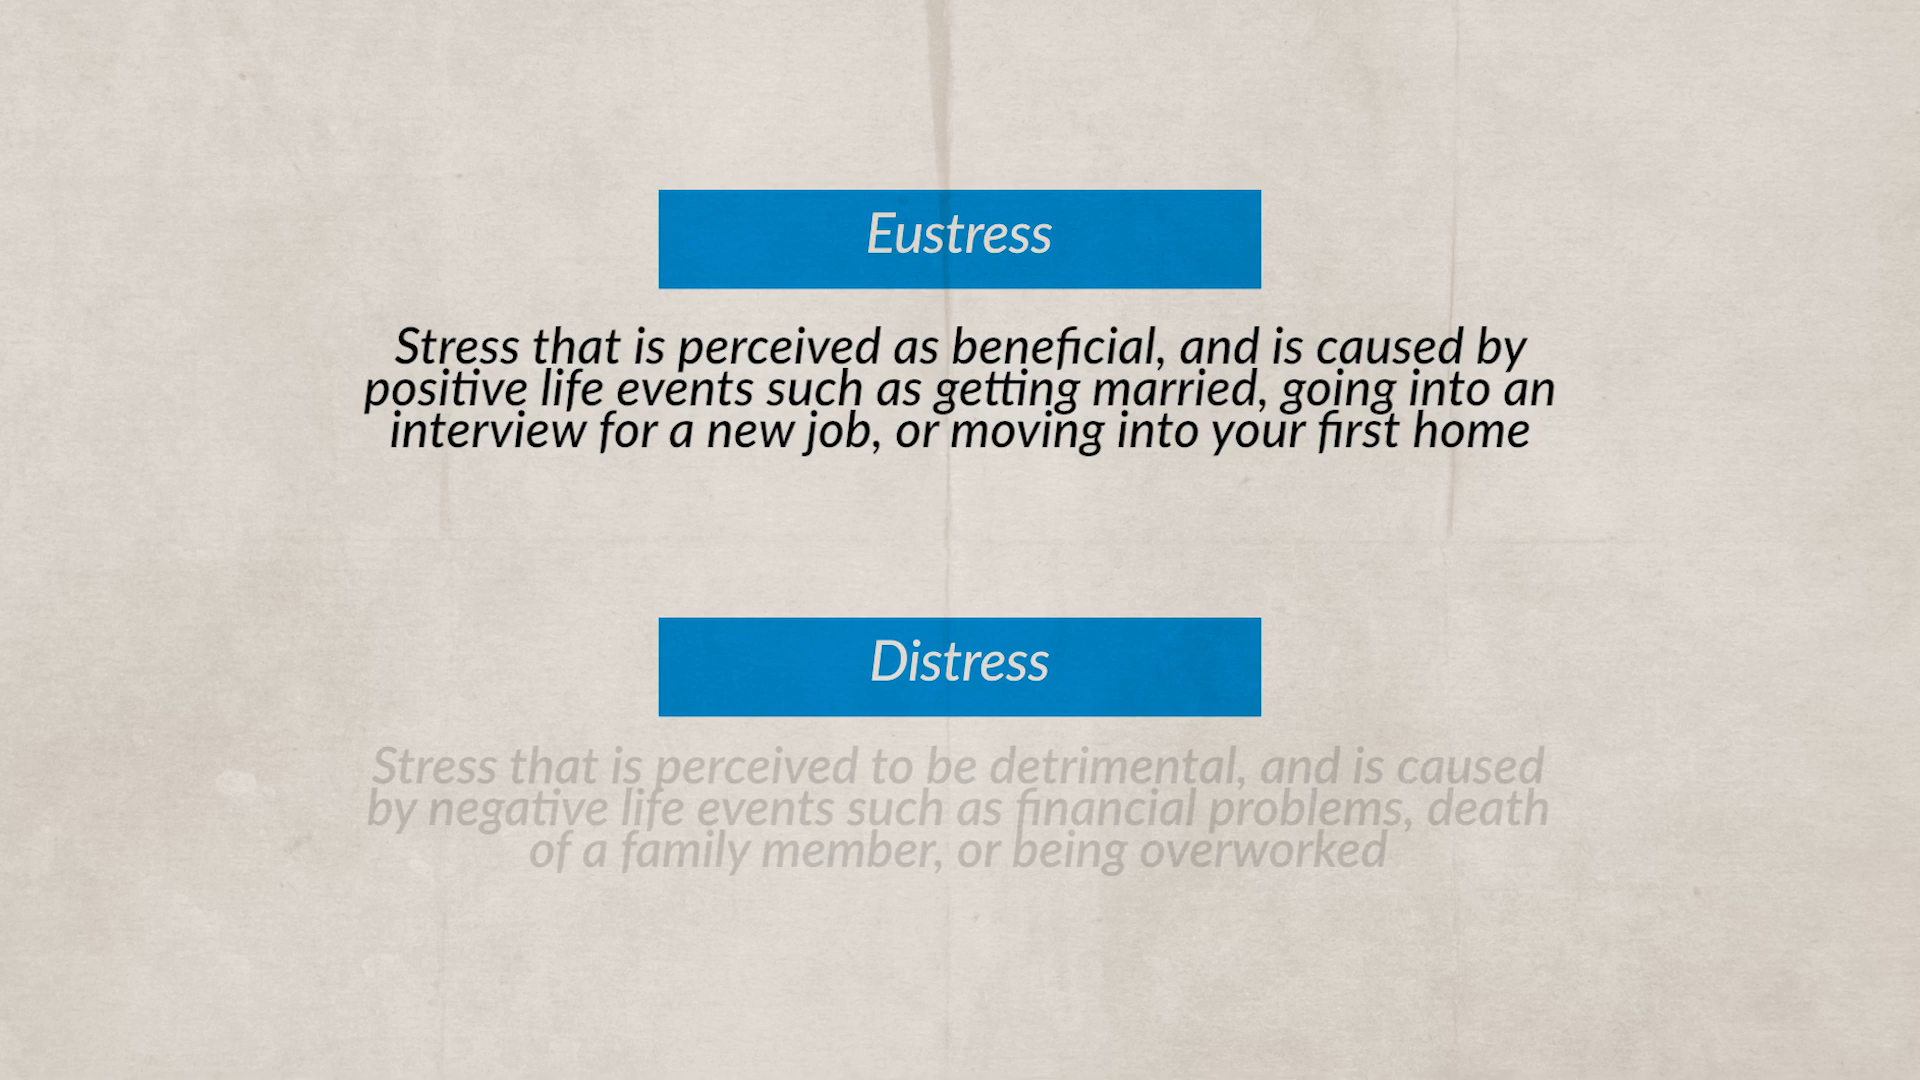 Eustress
Stress that is perceived as beneficial, and is caused by
positive life events such as getting married, going into an
interview for a new job, or moving into your first home
Distress
Stress that is perceived to be detrimental, and is caused
by negative life events such as financial problems, death
of a family member, or being overworked